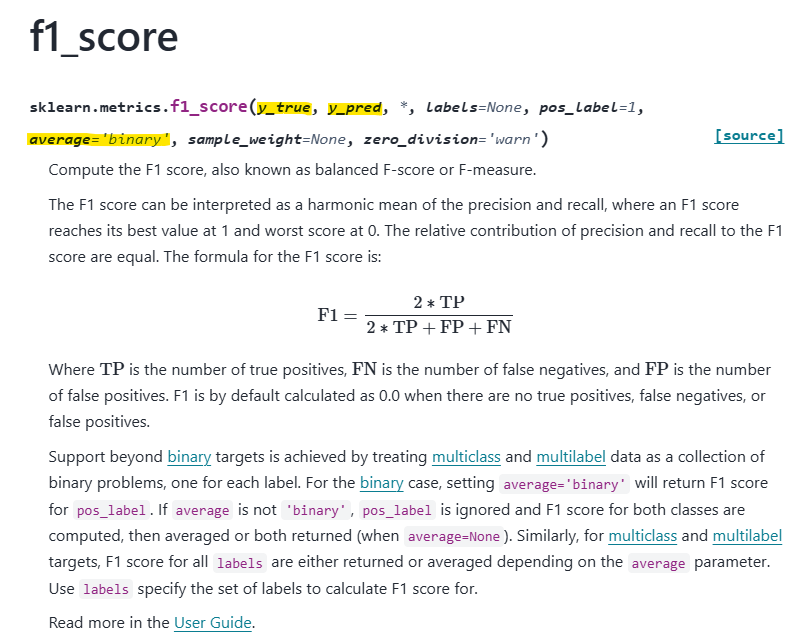 f1_score
sklearn.metrics.f1_score(y_true, y_pred, *, labels=None, pos_label=1,
average='binary', sample_weight=None, zero_division='warn')
[source]
Compute the F1 score, also known as balanced F-score or F-measure.
The F1 score can be interpreted as a harmonic mean of the precision and recall, where an F1 score
reaches its best value at 1 and worst score at 0. The relative contribution of precision and recall to the F1
score are equal. The formula for the F1 score is:
F1 = 2 ∗ TP / 2 ∗ TP + FP + FN
Where TP is the number of true positives, FN is the number of false negatives, and FP is the number
of false positives. F1 is by default calculated as 0.0 when there are no true positives, false negatives, or
false positives.
Support beyond binary targets is achieved by treating multiclass and multilabel data as a collection of
binary problems, one for each label. For the binary case, setting average='binary' will return F1 score
for pos_label. If average is not 'binary', pos_label is ignored and F1 score for both classes are
computed, then averaged or both returned (when average=None). Similarly, for multiclass and multilabel
targets, F1 score for all labels are either returned or averaged depending on the average parameter.
Use labels specify the set of labels to calculate F1 score for.
Read more in the User Guide.